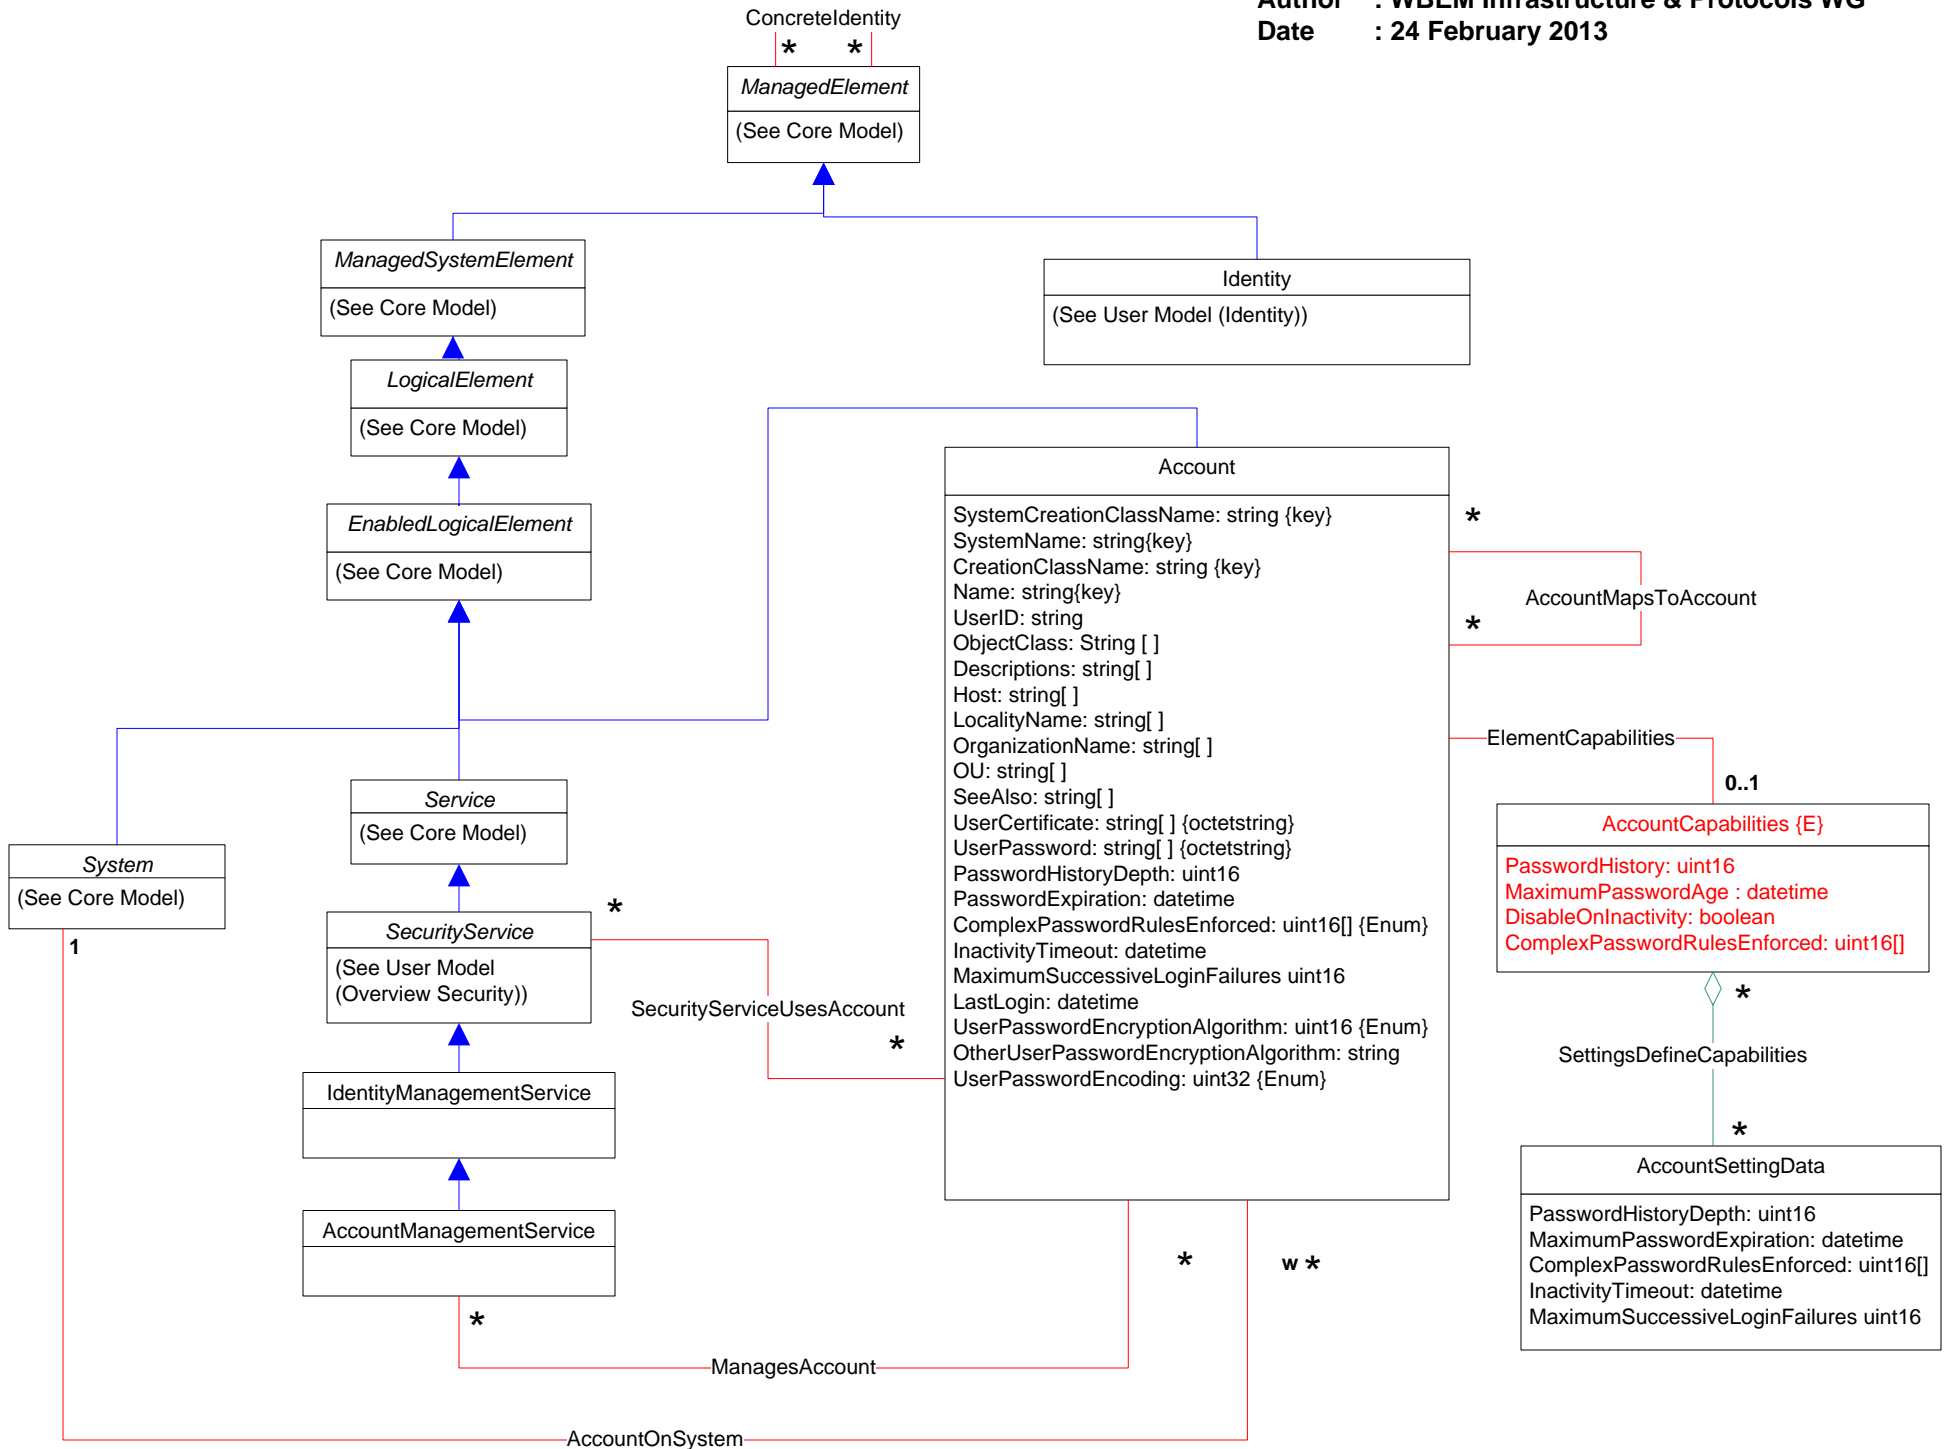 Author : WBEM Infrastructure & Protocols WG
Date : 24 February 2013
ConcreteIdentity
* *
ManagedElement
(See Core Model)
ManagedSystemElement
(See Core Model)
Identity
(See User Model (Identity))
LogicalElement
(See Core Model)
EnabledLogicalElement
(See Core Model)
Account
SystemCreationClassName: string {key}
SystemName: string{key}
CreationClassName: string {key}
Name: string{key}
UserID: string
ObjectClass: String [ ]
Descriptions: string[ ]
Host: string[ ]
LocalityName: string[ ]
OrganizationName: string[ ]
OU: string[ ]
SeeAlso: string[ ]
UserCertificate: string[ ] {octetstring}
UserPassword: string[ ] {octetstring}
PasswordHistoryDepth: uint16
PasswordExpiration: datetime
ComplexPasswordRulesEnforced: uint16[] {Enum}
InactivityTimeout: datetime
MaximumSuccessiveLoginFailures uint16
LastLogin: datetime
UserPasswordEncryptionAlgorithm: uint16 {Enum}
OtherUserPasswordEncryptionAlgorithm: string
UserPasswordEncoding: uint32 {Enum}
*
AccountMapsToAccount
*
ElementCapabilities
0..1
AccountCapabilities {E}
PasswordHistory: uint16
MaximumPasswordAge : datetime
DisableOnInactivity: boolean
ComplexPasswordRulesEnforced: uint16[]
*
SettingsDefineCapabilities
*
AccountSettingData
PasswordHistoryDepth: uint16
MaximumPasswordExpiration: datetime
ComplexPasswordRulesEnforced: uint16[]
InactivityTimeout: datetime
MaximumSuccessiveLoginFailures uint16
Service
(See Core Model)
System
(See Core Model)
1
SecurityService
(See User Model
(Overview Security))
*
SecurityServiceUsesAccount
*
IdentityManagementService
AccountManagementService
*
* w *
ManagesAccount
AccountOnSystem